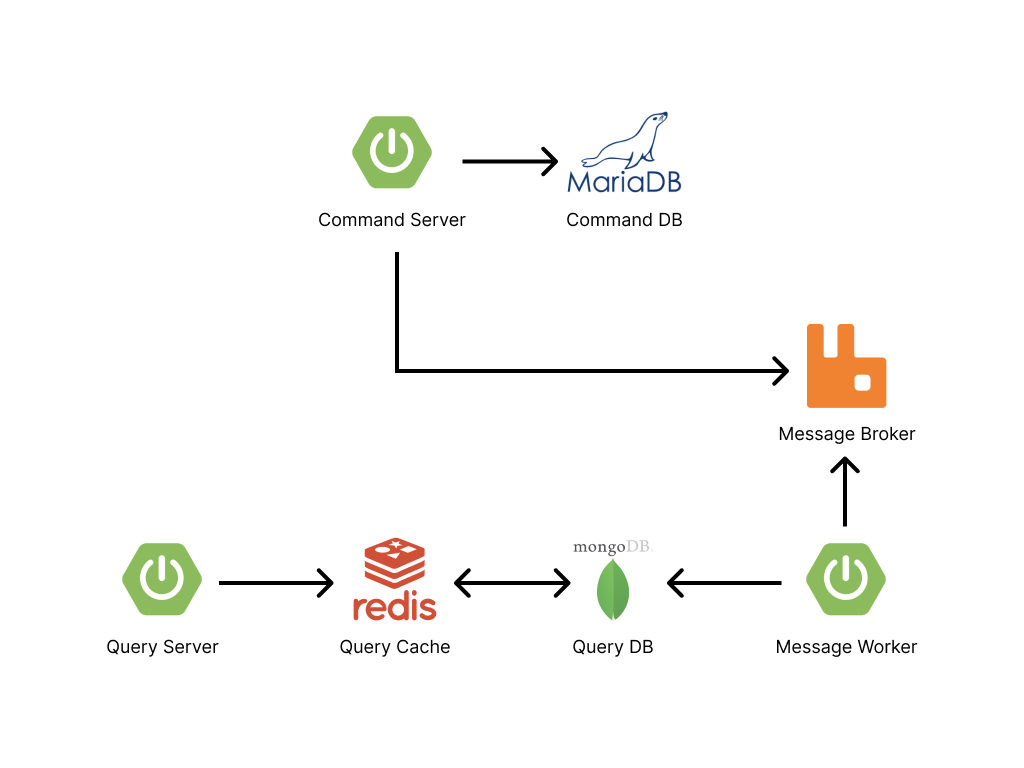 MariaDB
Command Server
Command DB
Message Broker
mongoDB.
redis
Query Server
Query Cache
Query DB
Message Worker